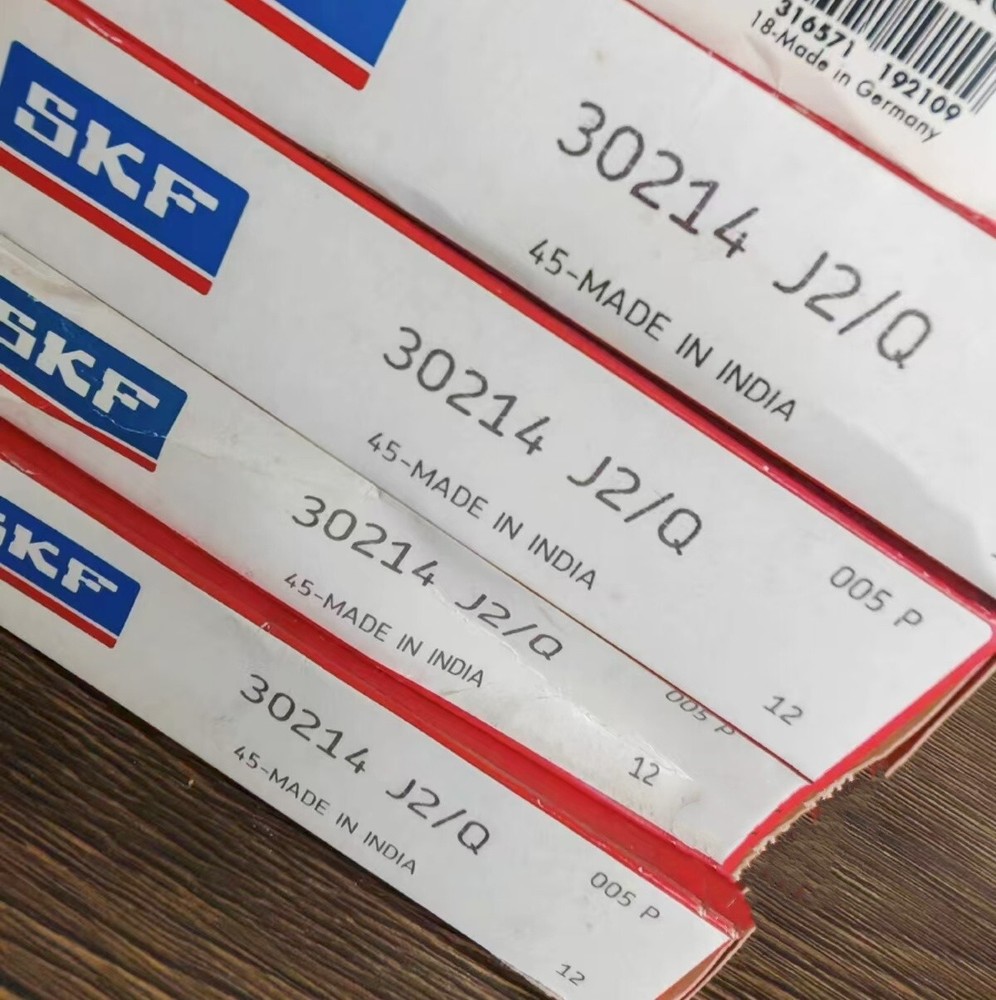 316571 192109
18-Made in Germany
30214 J2/Q
45-MADE IN INDIA
SKF
30214 J2/Q
45-MADE IN INDIA
005 P
12
SKF
30214 J2/Q
45-MADE IN INDIA
005 P
12
SKF
30214 J2/Q
45-MADE IN INDIA
005 P
12